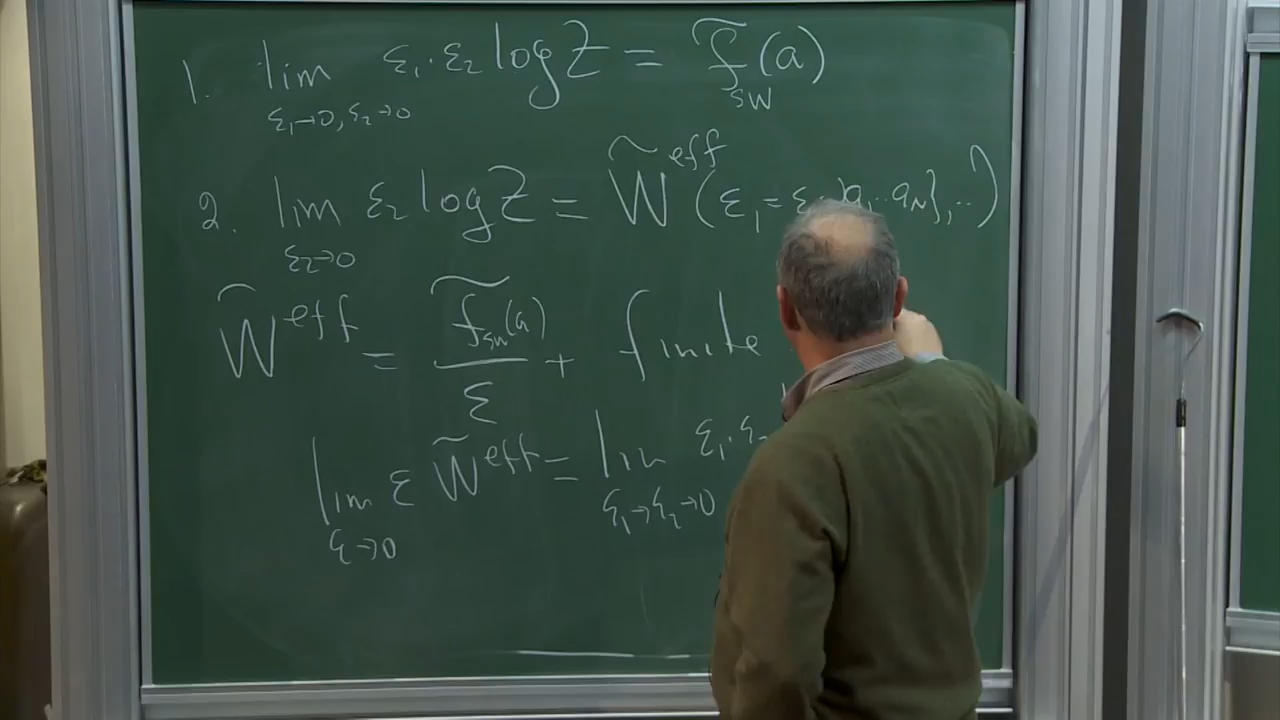 1. lim ε₁·ε₂ log Z = f̃_SW (a)
ε₁→0, ε₂→0
2. lim ε₂ log Z = W̃^eff (ε₁=ε, {a,..a_N},..)
ε₂→0
W̃^eff = f̃_SW(a) / ε + finite
lim ε W̃^eff = lim ε₁·ε₂
ε→0 ε₁→ε₂→0